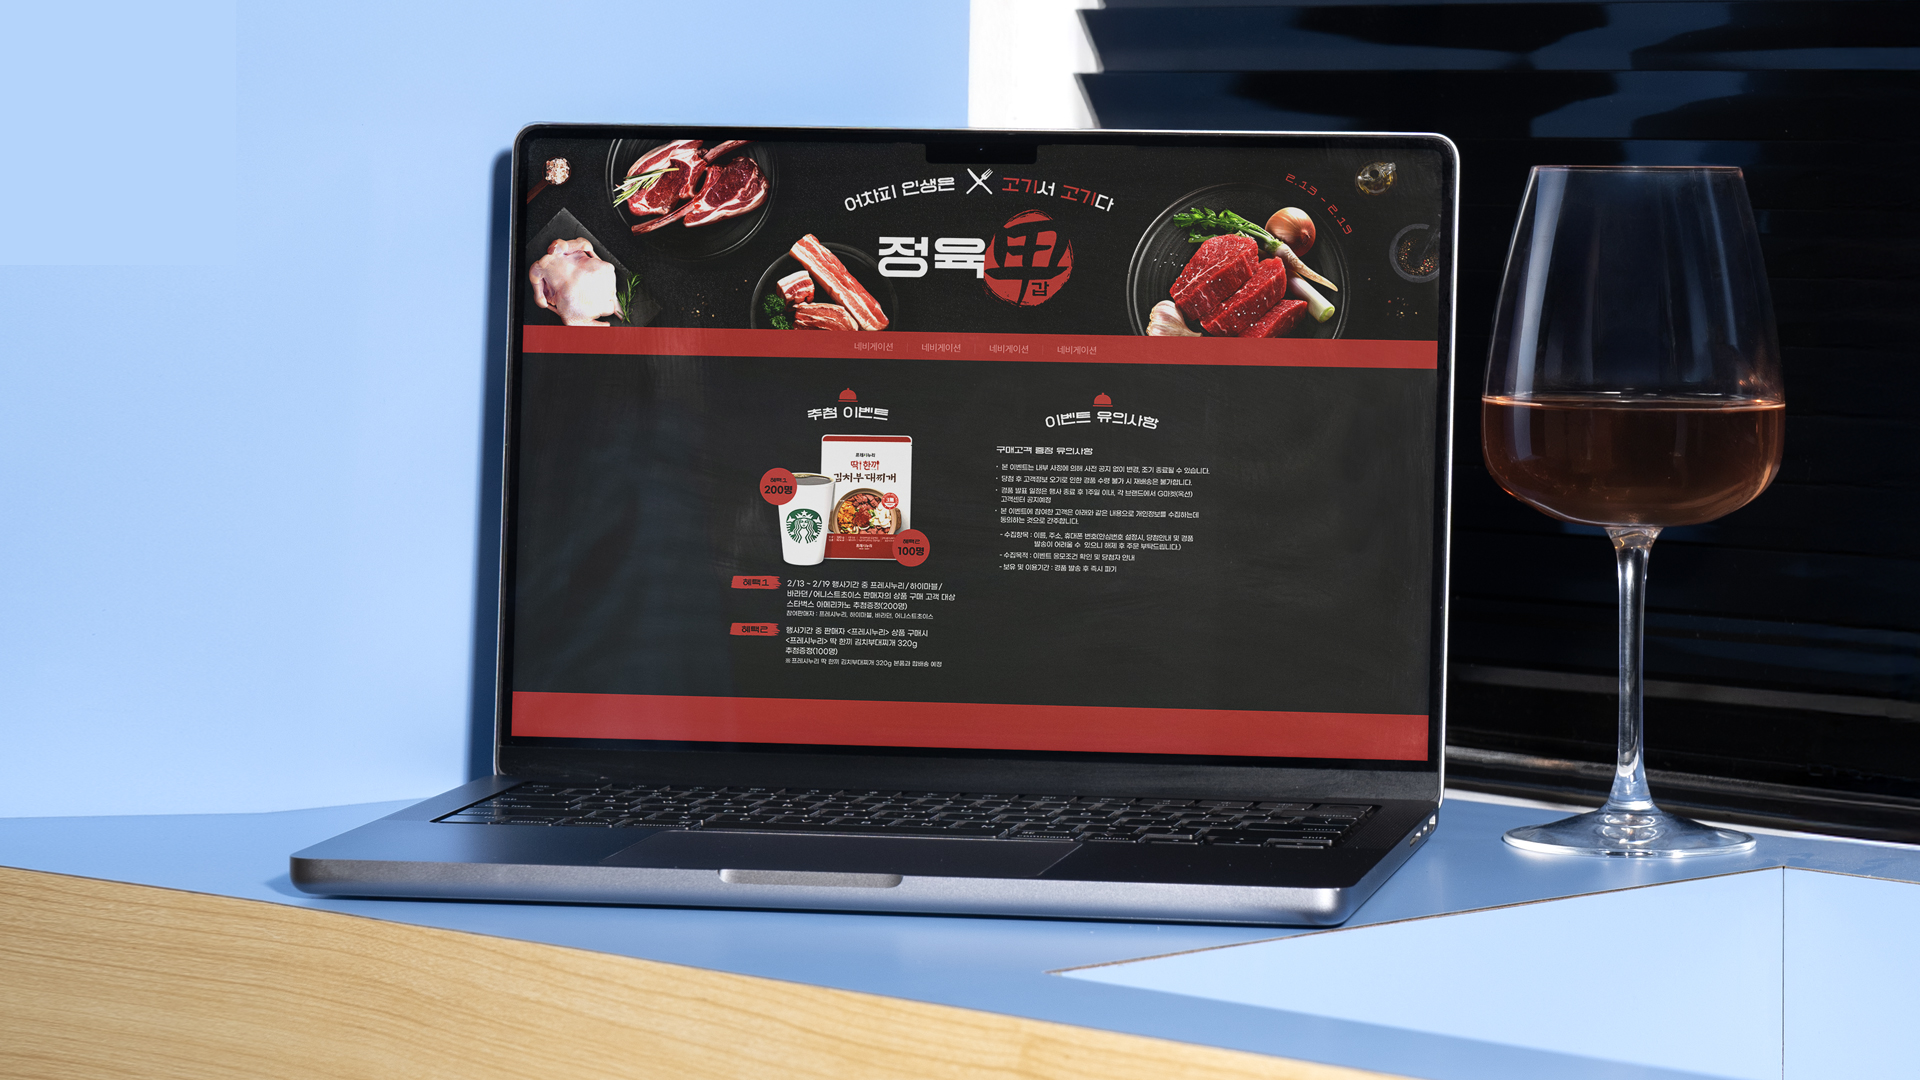 어차피 인생은 고기서 고기다
2.13 - 2.19
정육甲
갑
네비게이션 네비게이션 네비게이션 네비게이션
추첨 이벤트
프레시누리
딱! 한끼
김치부대찌개
혜택1
200명
혜택2
100명
혜택1
2/13 ~ 2/19 행사기간 중 프레시누리/하이마블/
바라던/어니스트초이스 판매자의 상품 구매 고객 대상
스타벅스 아메리카노 추첨증정(200명)
참여판매자 : 프레시누리, 하이마블, 바라던, 어니스트초이스
혜택2
행사기간 중 판매자 <프레시누리> 상품 구매시
<프레시누리> 딱 한끼 김치부대찌개 320g
추첨증정(100명)
※ 프레시누리 딱 한끼 김치부대찌개 320g 본품과 합배송 예정
이벤트 유의사항
구매고객 증정 유의사항
· 본 이벤트는 내부 사정에 의해 사전 공지 없이 변경, 조기 종료될 수 있습니다.
· 당첨 후 고객정보 오기로 인한 경품 수령 불가 시 재배송은 불가합니다.
· 경품 발표 일정은 행사 종료 후 1주일 이내, 각 브랜드에서 G마켓(옥션)
고객센터 공지예정
· 본 이벤트에 참여한 고객은 아래와 같은 내용으로 개인정보를 수집하는데
동의하는 것으로 간주합니다.
- 수집항목 : 이름, 주소, 휴대폰 번호(안심번호 설정시, 당첨안내 및 경품
발송이 어려울 수 있으니 해제 후 주문 부탁드립니다.)
- 수집목적 : 이벤트 응모조건 확인 및 당첨자 안내
- 보유 및 이용기간 : 경품 발송 후 즉시 파기